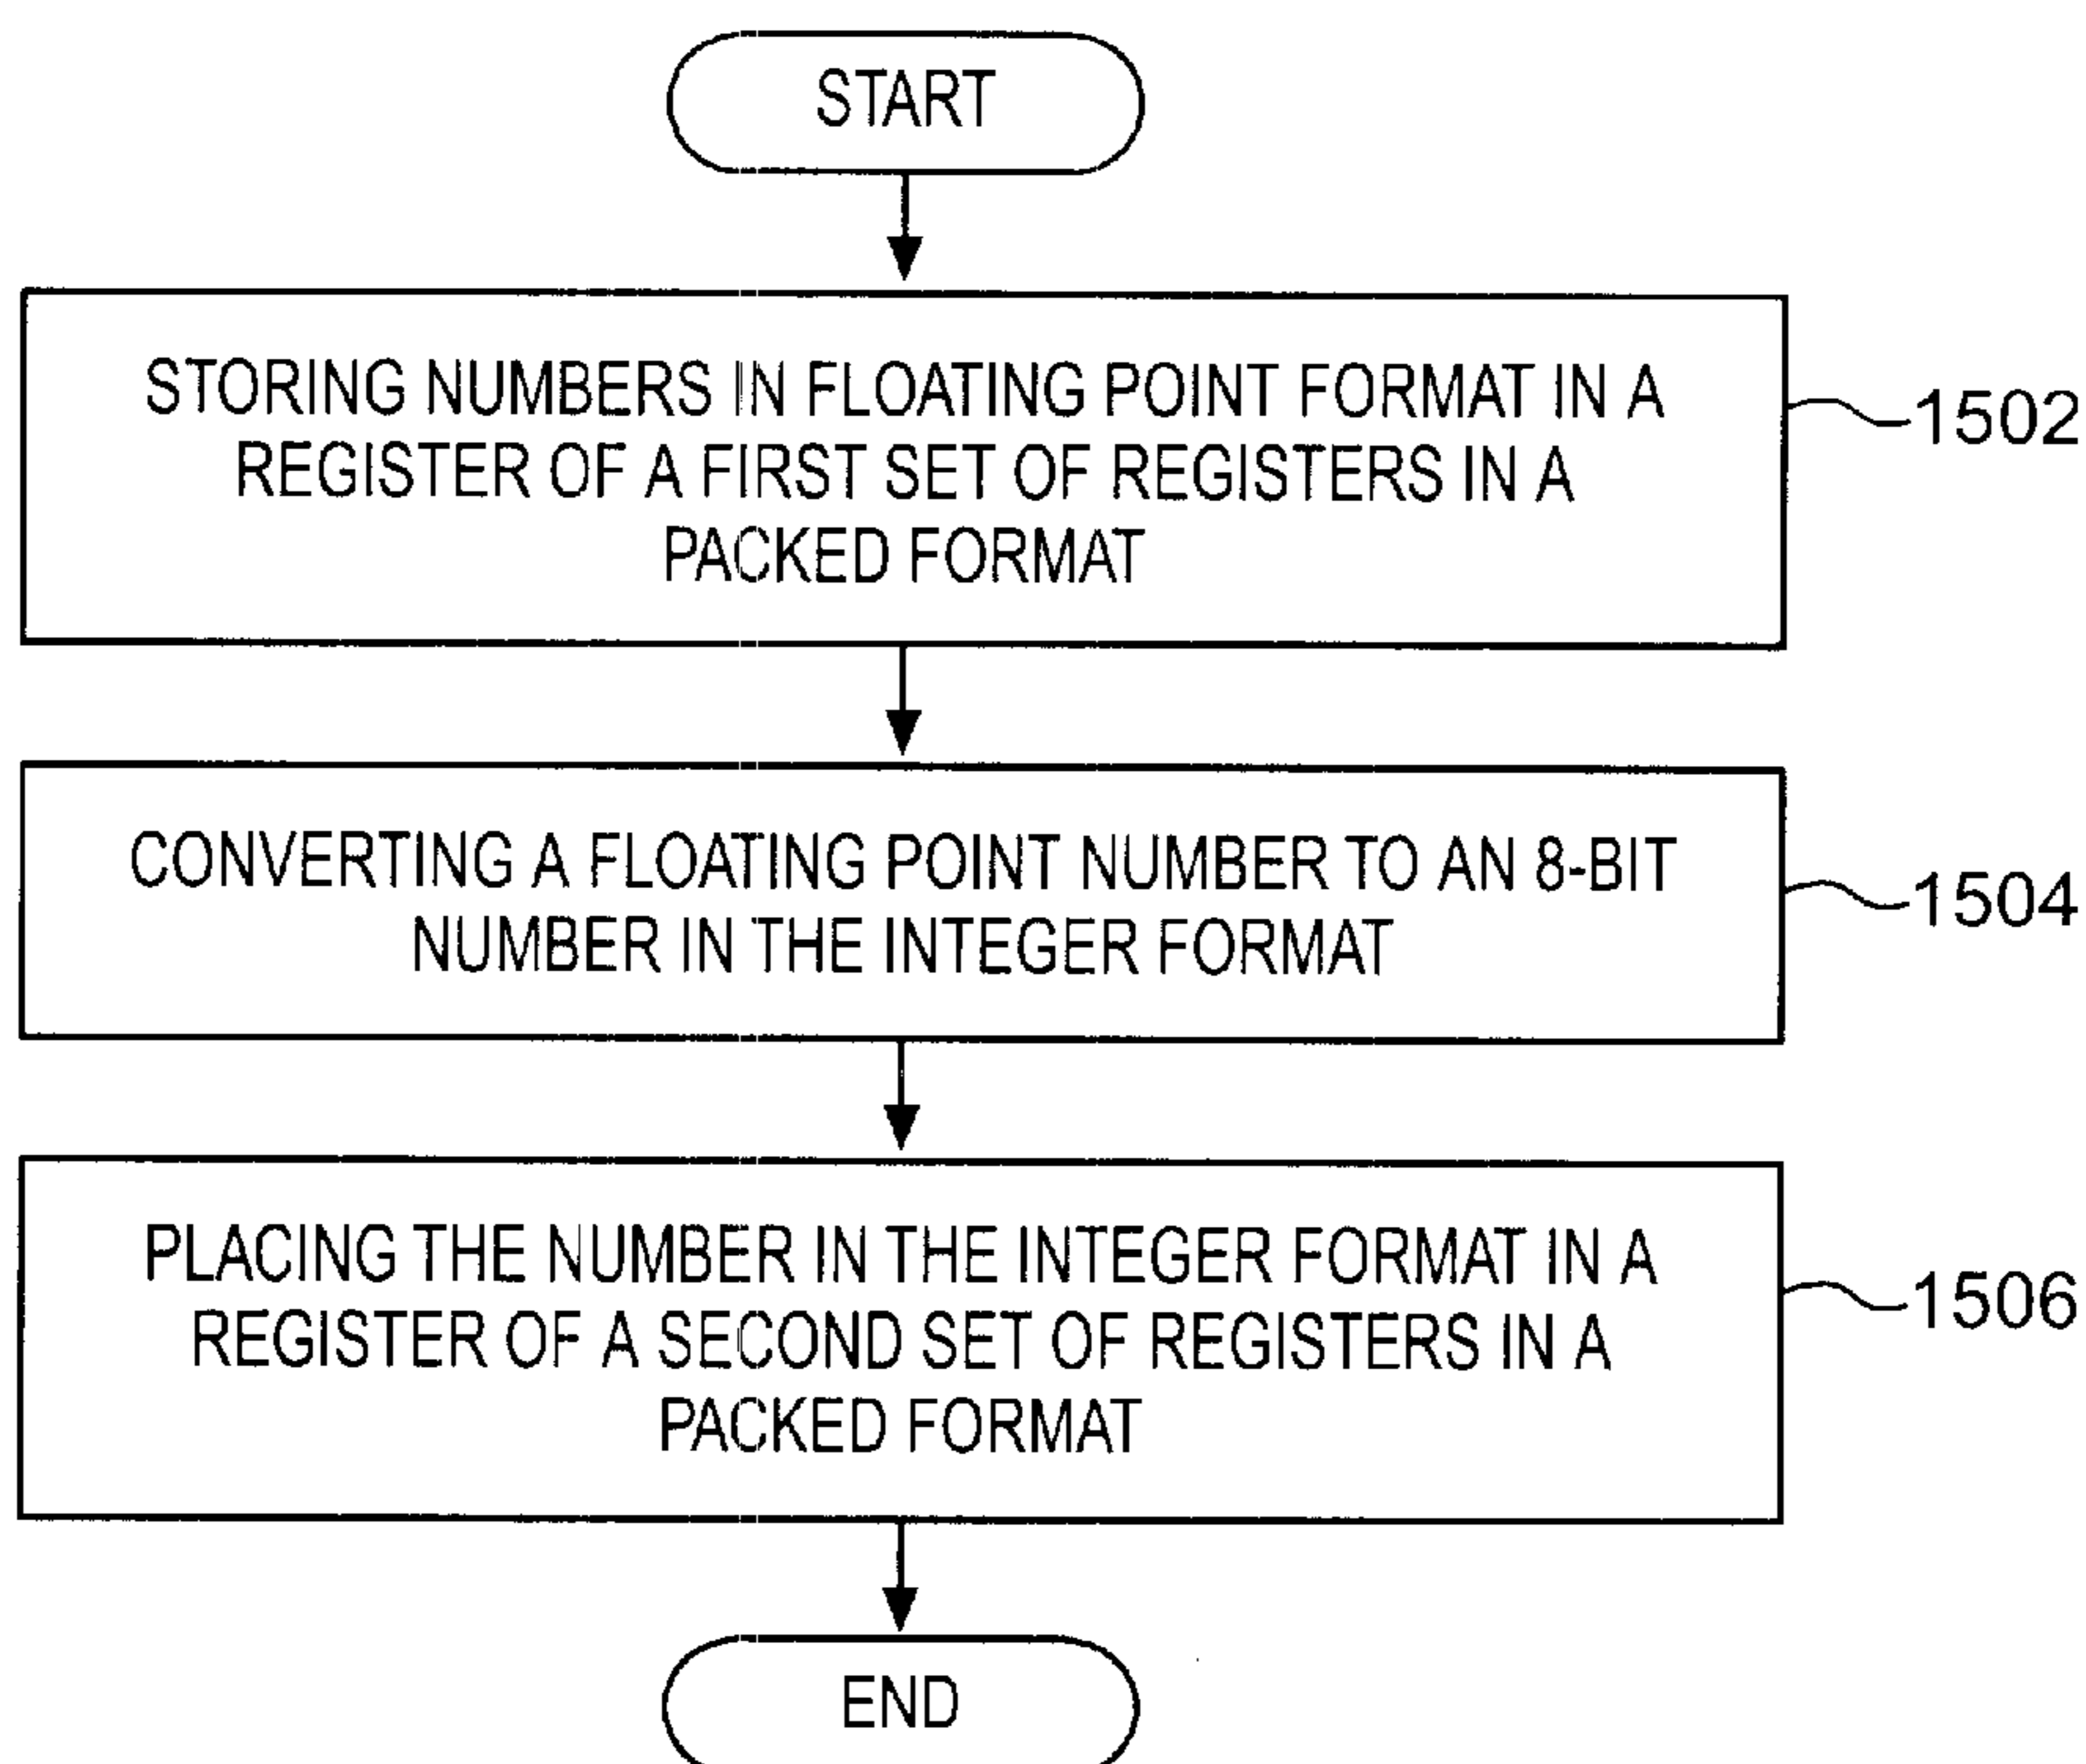 START
STORING NUMBERS IN FLOATING POINT FORMAT IN A
REGISTER OF A FIRST SET OF REGISTERS IN A
PACKED FORMAT
1502
CONVERTING A FLOATING POINT NUMBER TO AN 8-BIT
NUMBER IN THE INTEGER FORMAT
1504
PLACING THE NUMBER IN THE INTEGER FORMAT IN A
REGISTER OF A SECOND SET OF REGISTERS IN A
PACKED FORMAT
1506
END